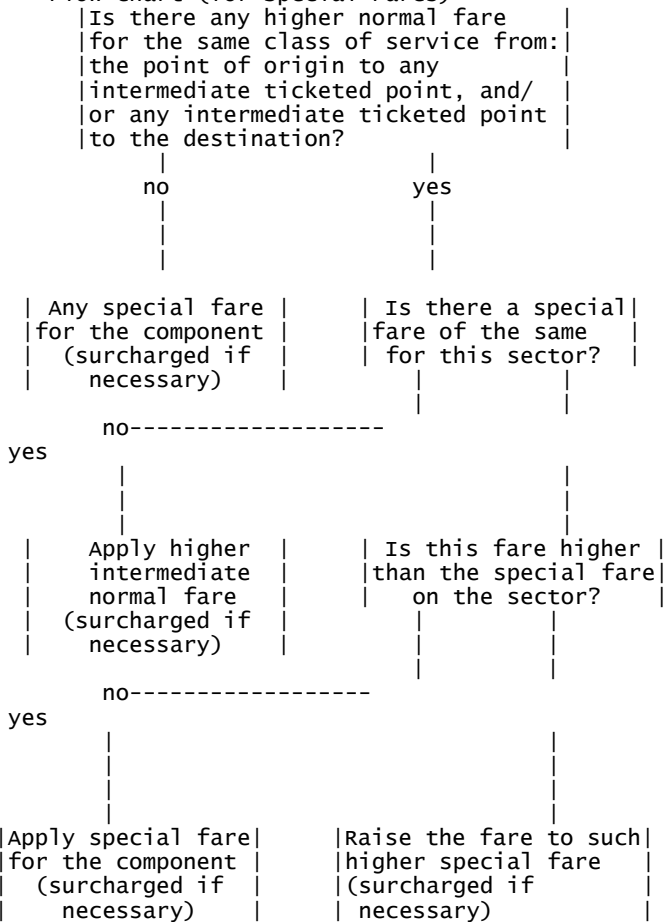 |Is there any higher normal fare |
|for the same class of service from:|
|the point of origin to any |
|intermediate ticketed point, and/ |
|or any intermediate ticketed point |
|to the destination? |
| |
no yes
| |
| |
| |
| Any special fare | | Is there a special|
|for the component | |fare of the same |
| (surcharged if | | for this sector? |
| necessary) | | |
| |
no-------------------
yes
| |
| |
| |
| Apply higher | | Is this fare higher |
| intermediate | |than the special fare|
| normal fare | | on the sector? |
| (surcharged if | | |
| necessary) | | |
| |
no------------------
yes
| |
| |
| |
| |
|Apply special fare| |Raise the fare to such|
|for the component | |higher special fare |
| (surcharged if | |(surcharged if |
| necessary) | | necessary) |